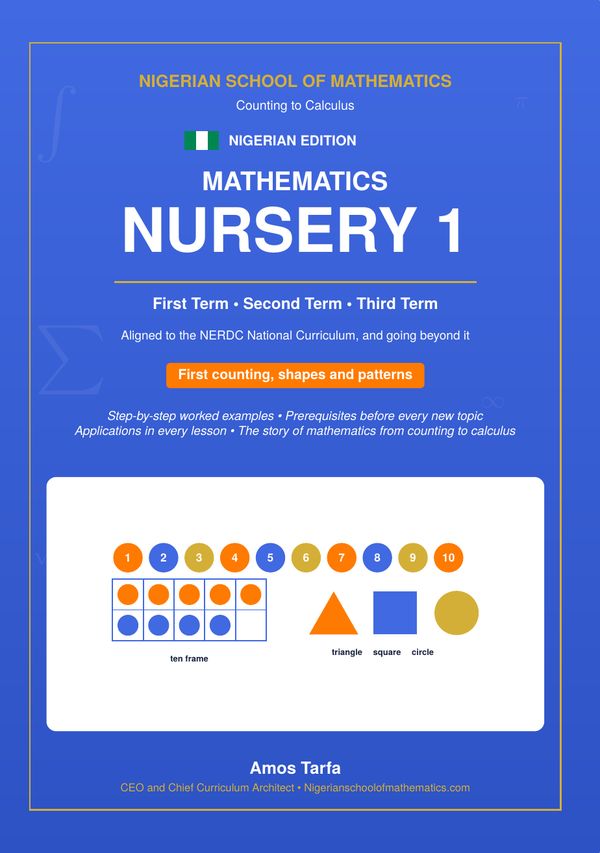 NIGERIAN SCHOOL OF MATHEMATICS
Counting to Calculus
NIGERIAN EDITION
MATHEMATICS
NURSERY 1
First Term • Second Term • Third Term
Aligned to the NERDC National Curriculum, and going beyond it
First counting, shapes and patterns
Step-by-step worked examples • Prerequisites before every new topic
Applications in every lesson • The story of mathematics from counting to calculus
1 2 3 4 5 6 7 8 9 10
triangle square circle
ten frame
Amos Tarfa
CEO and Chief Curriculum Architect • Nigerianschoolofmathematics.com
∫
π
Σ
∞